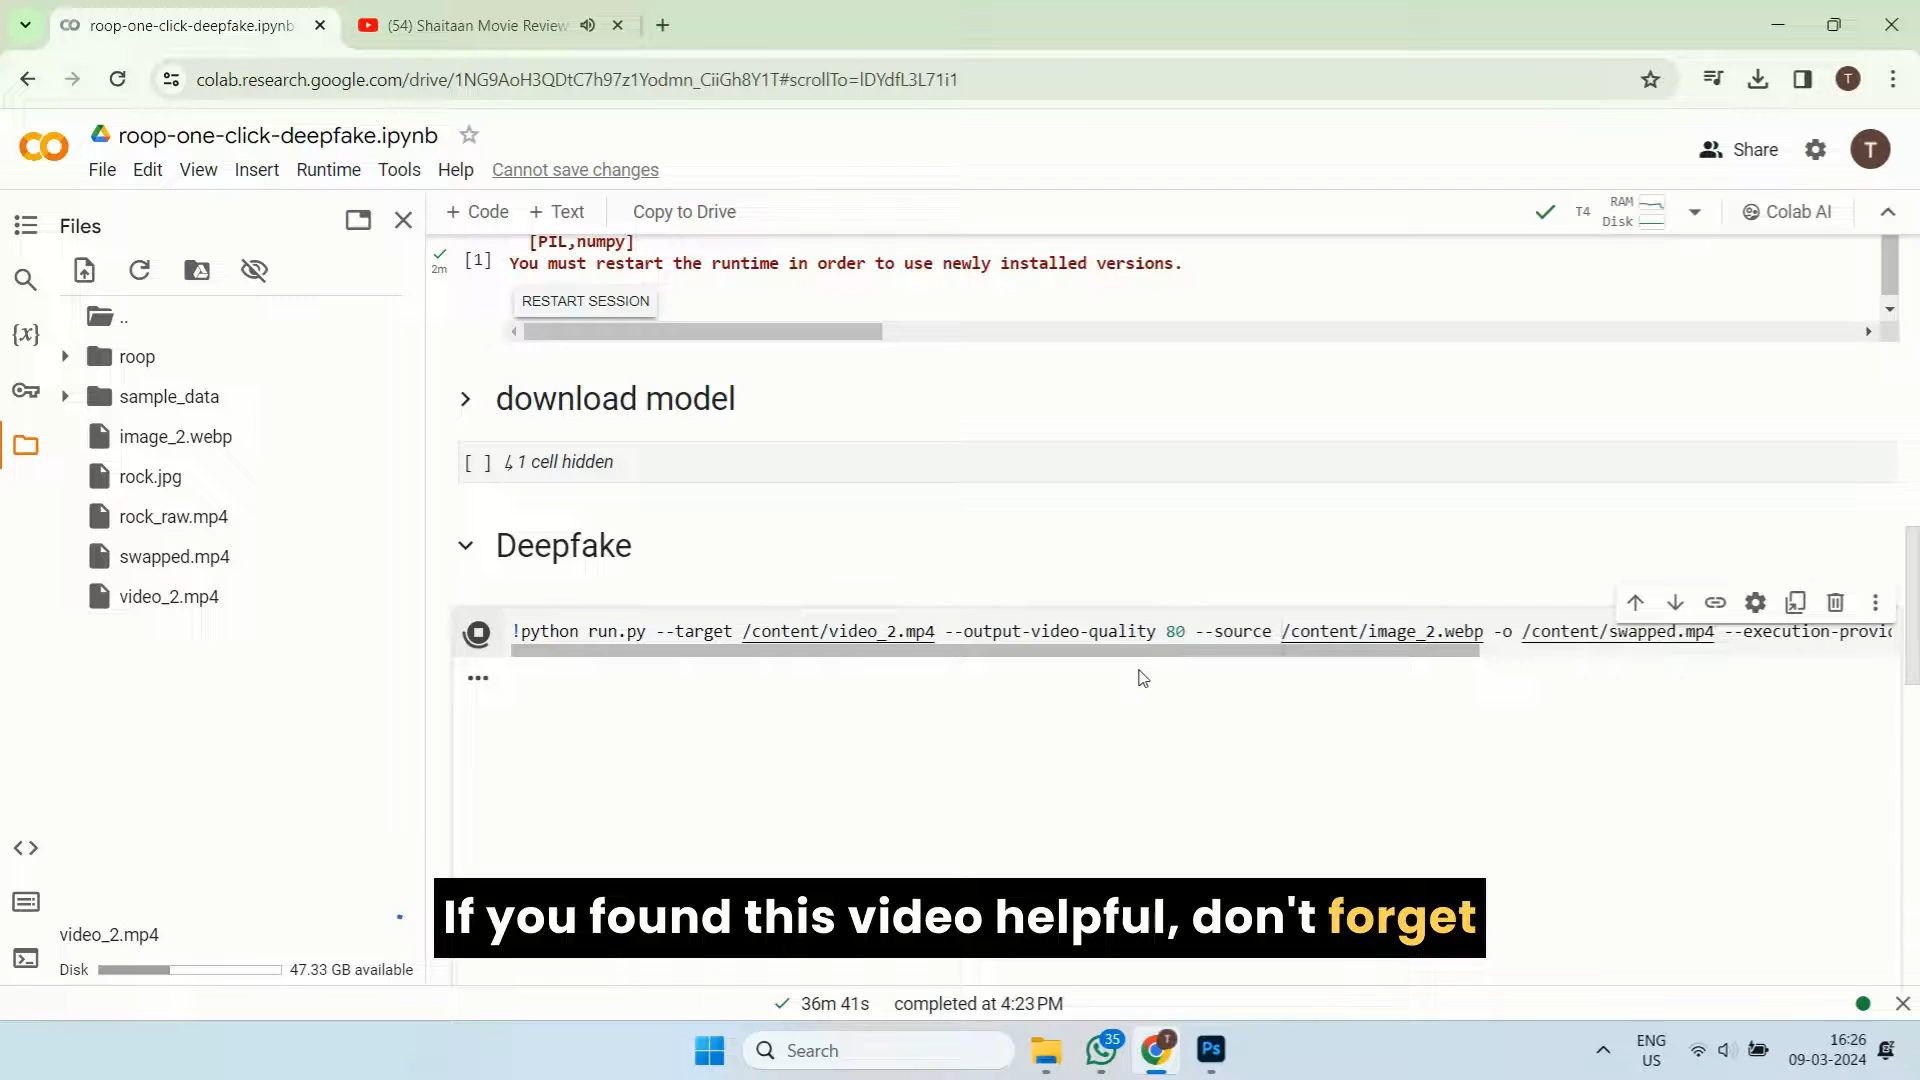 roop-one-click-deepfake.ipynb
(54) Shaitaan Movie Review
colab.research.google.com/drive/1NG9AoH3QDtC7h97z1Yodmn_CiiGh8Y1T#scrollTo=lDYdfL3L71i1
T
CO
roop-one-click-deepfake.ipynb
File Edit View Insert Runtime Tools Help Cannot save changes
Share
T
Files
+ Code + Text Copy to Drive
T4
RAM
Disk
Colab AI
..
roop
sample_data
image_2.webp
rock.jpg
rock_raw.mp4
swapped.mp4
video_2.mp4
{x}
2m
[1]
[PIL,numpy]
You must restart the runtime in order to use newly installed versions.
RESTART SESSION
download model
[ ] ↳ 1 cell hidden
Deepfake
!python run.py --target /content/video_2.mp4 --output-video-quality 80 --source /content/image_2.webp -o /content/swapped.mp4 --execution-provic
If you found this video helpful, don't forget
video_2.mp4
Disk 47.33 GB available
36m 41s completed at 4:23 PM
Search
35
T
Ps
ENG
US
16:26
09-03-2024